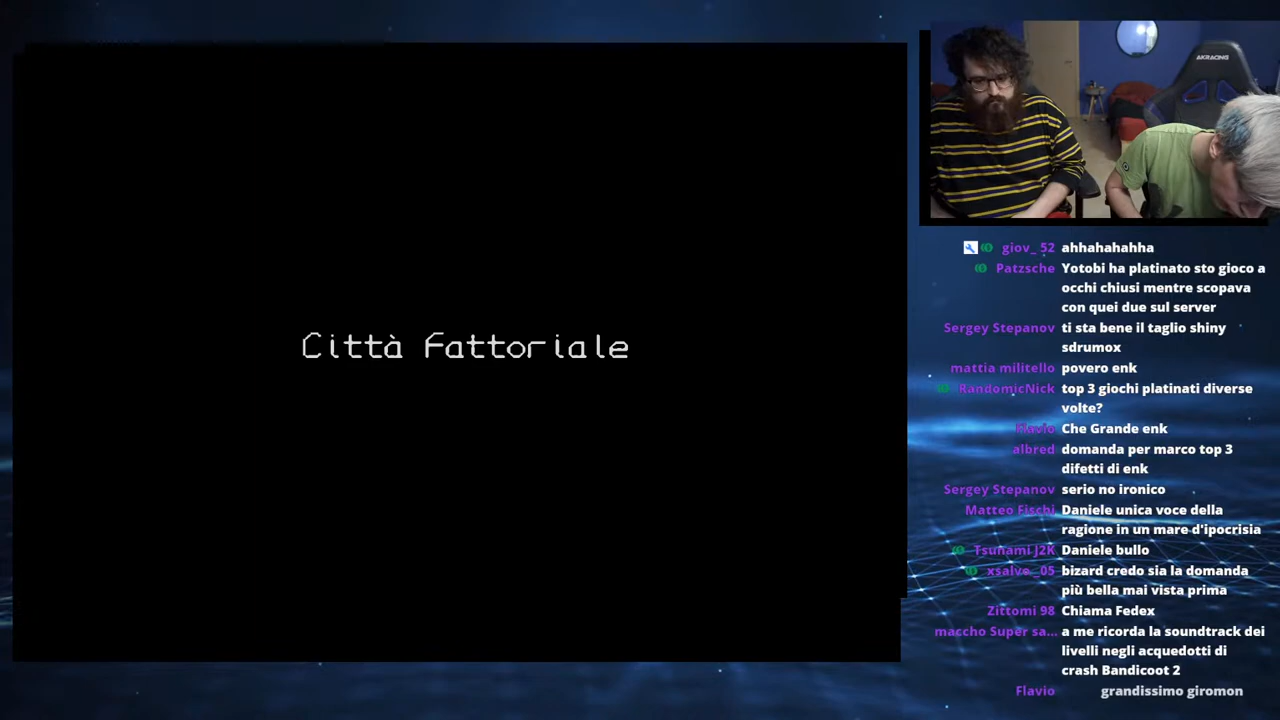 Città Fattoriale
AKRACING
giov_52 ahhahahahha
Patzsche Yotobi ha platinato sto gioco a
occhi chiusi mentre scopava
con quei due sul server
Sergey Stepanov ti sta bene il taglio shiny
sdrumox
mattia militello povero enk
RandomicNick top 3 giochi platinati diverse
volte?
Flavio Che Grande enk
albred domanda per marco top 3
difetti di enk
Sergey Stepanov serio no ironico
Matteo Fischi Daniele unica voce della
ragione in un mare d'ipocrisia
Tsunami J2K Daniele bullo
xsalvo_05 bizard credo sia la domanda
più bella mai vista prima
Zittomi 98 Chiama Fedex
maccho Super sa... a me ricorda la soundtrack dei
livelli negli acquedotti di
crash Bandicoot 2
Flavio grandissimo giromon